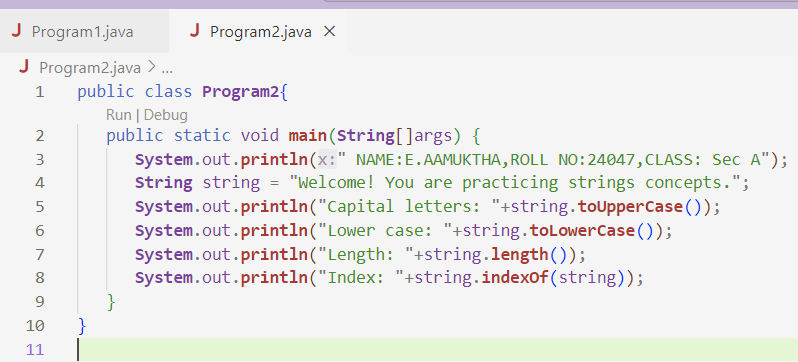 J Program1.java J Program2.java ×
J Program2.java > ...
1 public class Program2{
Run | Debug
2 public static void main(String[]args) {
3 System.out.println(x:" NAME:E.AAMUKTHA,ROLL NO:24047,CLASS: Sec A");
4 String string = "Welcome! You are practicing strings concepts.";
5 System.out.println("Capital letters: "+string.toUpperCase());
6 System.out.println("Lower case: "+string.toLowerCase());
7 System.out.println("Length: "+string.length());
8 System.out.println("Index: "+string.indexOf(string));
9 }
10 }
11